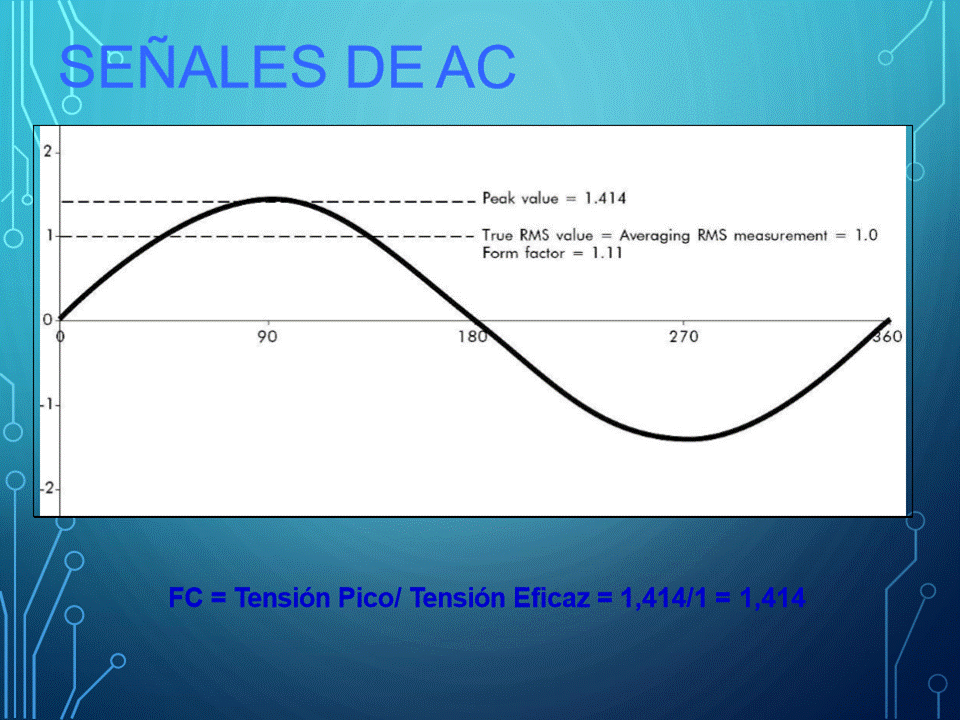 SEÑALES DE AC
2
Peak value = 1.414
1
True RMS value = Averaging RMS measurement = 1.0
Form factor = 1.11
0
0
90
180
270
360
-1
-2
FC = Tensión Pico/ Tensión Eficaz = 1,414/1 = 1,414